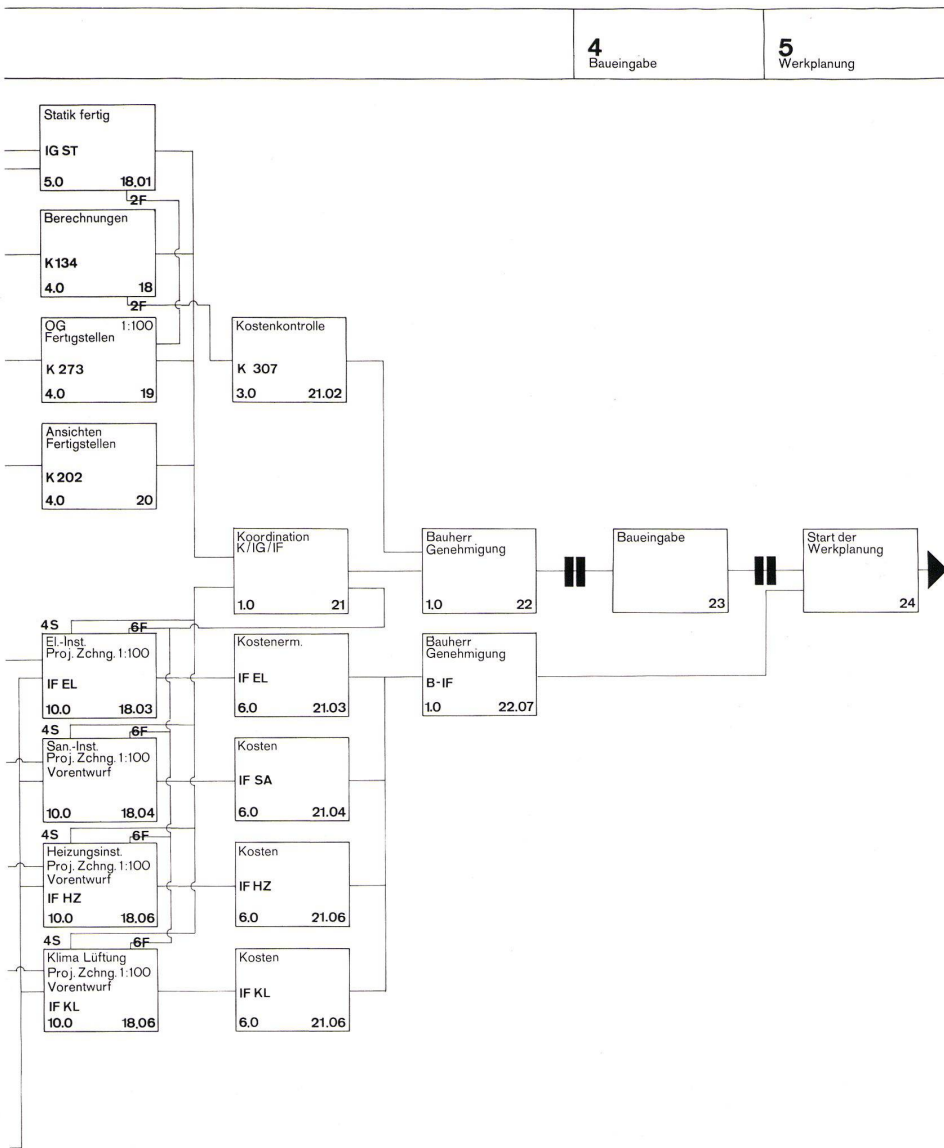 4
Baueingabe
5
Werkplanung
Statik fertig
IG ST
5.0 18.01
2F
Berechnungen
K134
4.0 18
2F
OG 1:100
Fertigstellen
K 273
4.0 19
Kostenkontrolle
K 307
3.0 21.02
Ansichten
Fertigstellen
K 202
4.0 20
Koordination
K/IG/IF
1.0 21
Bauherr
Genehmigung
1.0 22
Baueingabe
23
Start der
Werkplanung
24
4S 6F
El.-Inst.
Proj. Zchng. 1:100
IF EL
10.0 18.03
Kostenerm.
IF EL
6.0 21.03
Bauherr
Genehmigung
B-IF
1.0 22.07
4S 6F
San.-Inst.
Proj. Zchng. 1:100
Vorentwurf
10.0 18.04
Kosten
IF SA
6.0 21.04
4S 6F
Heizungsinst.
Proj. Zchng. 1:100
Vorentwurf
IF HZ
10.0 18.06
Kosten
IF HZ
6.0 21.06
4S 6F
Klima Lüftung
Proj. Zchng. 1:100
Vorentwurf
IF KL
10.0 18.06
Kosten
IF KL
6.0 21.06